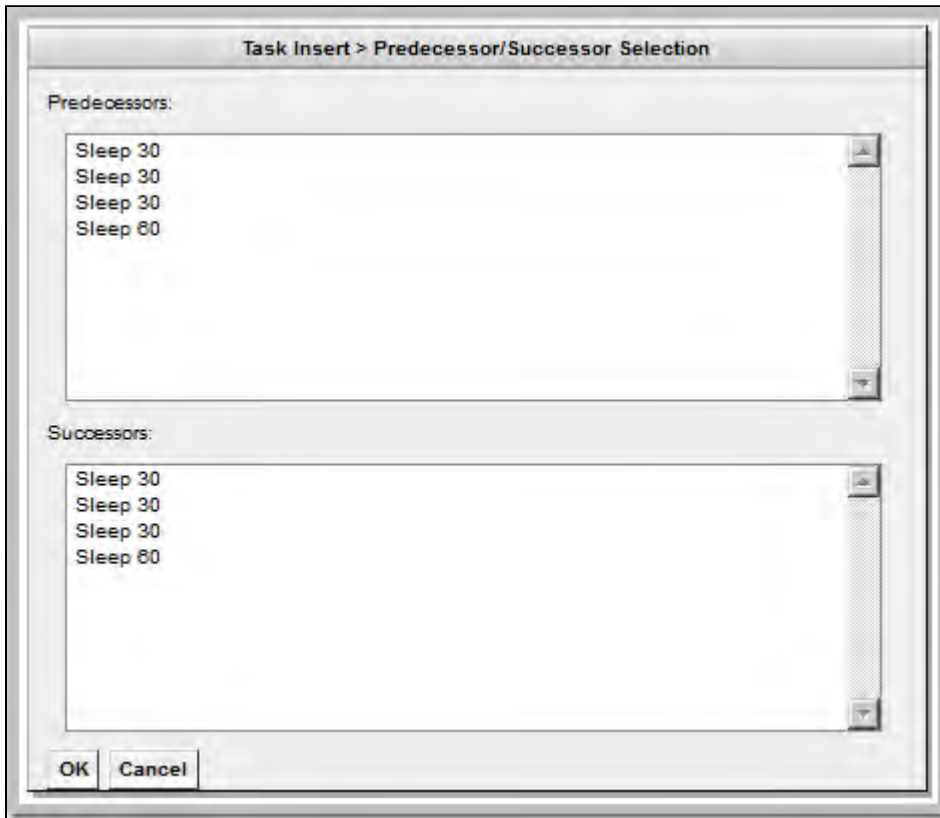 Task Insert > Predecessor/Successor Selection
Predecessors:
Sleep 30
Sleep 30
Sleep 30
Sleep 60
Successors:
Sleep 30
Sleep 30
Sleep 30
Sleep 60
OK Cancel